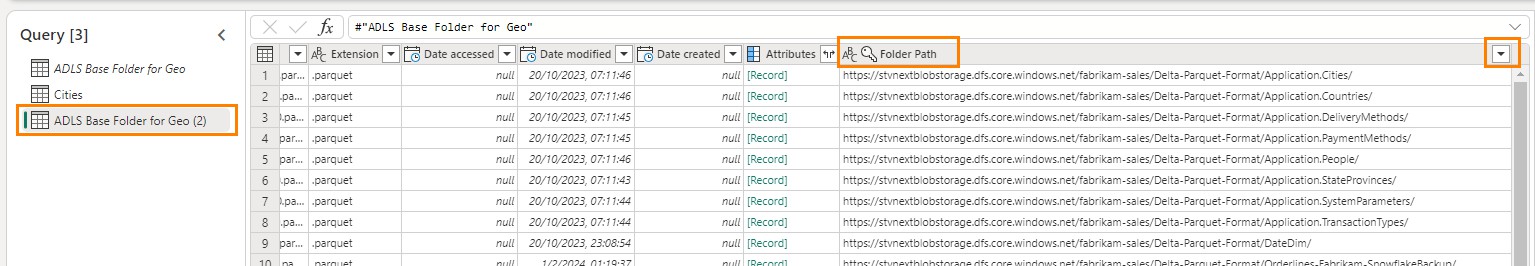 Query [3]
ADLS Base Folder for Geo
Cities
ADLS Base Folder for Geo (2)
fx #"ADLS Base Folder for Geo"
ABC Extension Date accessed Date modified Date created Attributes ABC Folder Path
1 .par... .parquet null 20/10/2023, 07:11:46 null [Record] https://stvnextblobstorage.dfs.core.windows.net/fabrikam-sales/Delta-Parquet-Format/Application.Cities/
2 .pa... .parquet null 20/10/2023, 07:11:46 null [Record] https://stvnextblobstorage.dfs.core.windows.net/fabrikam-sales/Delta-Parquet-Format/Application.Countries/
3 0.pa... .parquet null 20/10/2023, 07:11:45 null [Record] https://stvnextblobstorage.dfs.core.windows.net/fabrikam-sales/Delta-Parquet-Format/Application.DeliveryMethods/
4 par... .parquet null 20/10/2023, 07:11:45 null [Record] https://stvnextblobstorage.dfs.core.windows.net/fabrikam-sales/Delta-Parquet-Format/Application.PaymentMethods/
5 par... .parquet null 20/10/2023, 07:11:46 null [Record] https://stvnextblobstorage.dfs.core.windows.net/fabrikam-sales/Delta-Parquet-Format/Application.People/
6 .pa... .parquet null 20/10/2023, 07:11:43 null [Record] https://stvnextblobstorage.dfs.core.windows.net/fabrikam-sales/Delta-Parquet-Format/Application.StateProvinces/
7 0.pa... .parquet null 20/10/2023, 07:11:44 null [Record] https://stvnextblobstorage.dfs.core.windows.net/fabrikam-sales/Delta-Parquet-Format/Application.SystemParameters/
8 .pa... .parquet null 20/10/2023, 07:11:44 null [Record] https://stvnextblobstorage.dfs.core.windows.net/fabrikam-sales/Delta-Parquet-Format/Application.TransactionTypes/
9 par... .parquet null 20/10/2023, 23:08:54 null [Record] https://stvnextblobstorage.dfs.core.windows.net/fabrikam-sales/Delta-Parquet-Format/DateDim/
10 .pa... .parquet null 1/2/2024, 01:19:37 null [Record] https://stvnextblobstorage.dfs.core.windows.net/fabrikam-sales/Delta-Parquet-Format/Orderlines-Fabrikam-SnowflakeBackup/